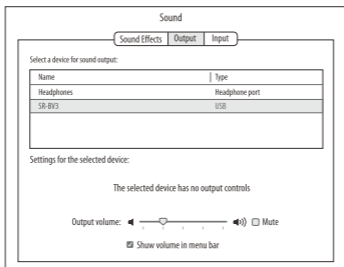 Sound
Sound Effects Output Input
Select a device for sound output:
Name Type
Headphones Headphone port
SR-BV3 USB
Settings for the selected device:
The selected device has no output controls
Output volume: Mute
Show volume in menu bar